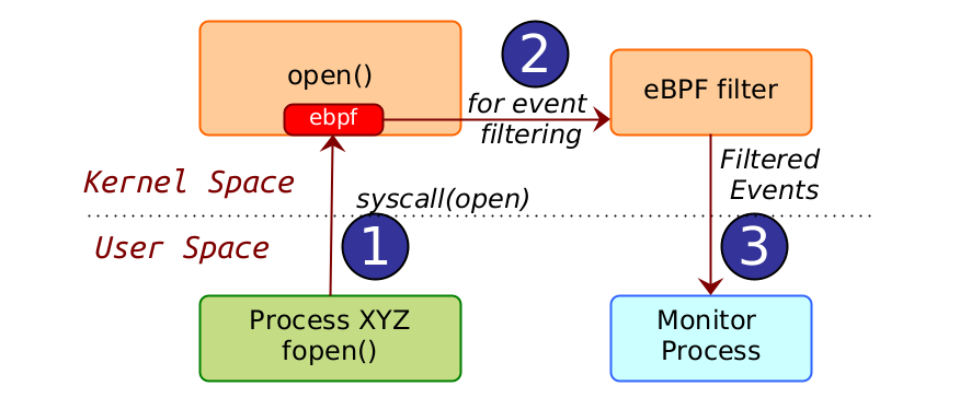 open()
ebpf
2
for event
filtering
eBPF filter
Kernel Space
syscall(open)
Filtered
Events
User Space
1
3
Process XYZ
fopen()
Monitor
Process